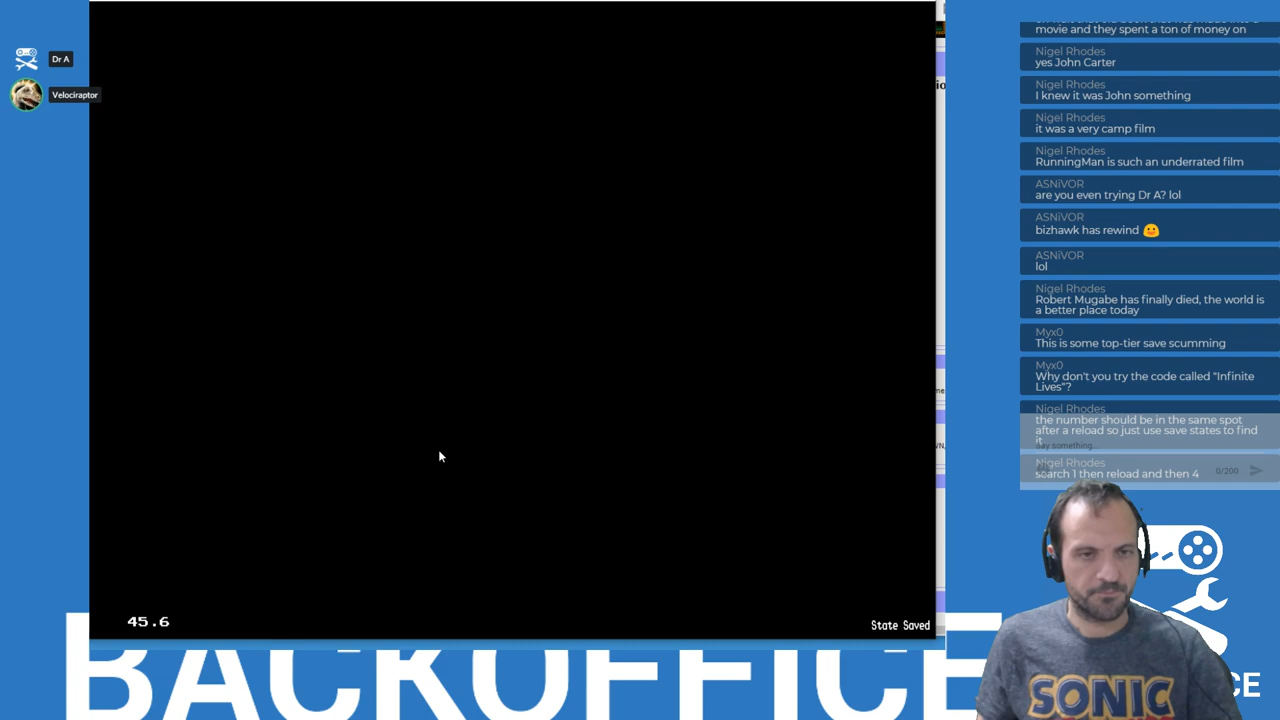 Dr A
Velociraptor
movie and they spent a ton of money on
Nigel Rhodes
yes John Carter
Nigel Rhodes
I knew it was John something
Nigel Rhodes
it was a very camp film
Nigel Rhodes
RunningMan is such an underrated film
ASNiVOR
are you even trying Dr A? lol
ASNiVOR
bizhawk has rewind
ASNiVOR
lol
Nigel Rhodes
Robert Mugabe has finally died, the world is
a better place today
Myx0
This is some top-tier save scumming
Myx0
Why don't you try the code called "Infinite
Lives"?
Nigel Rhodes
the number should be in the same spot
after a reload so just use save states to find
it
Say something...
Nigel Rhodes
search 1 then reload and then 4
0/200
45.6
State Saved
BACKOFFICE
CE
SONIC